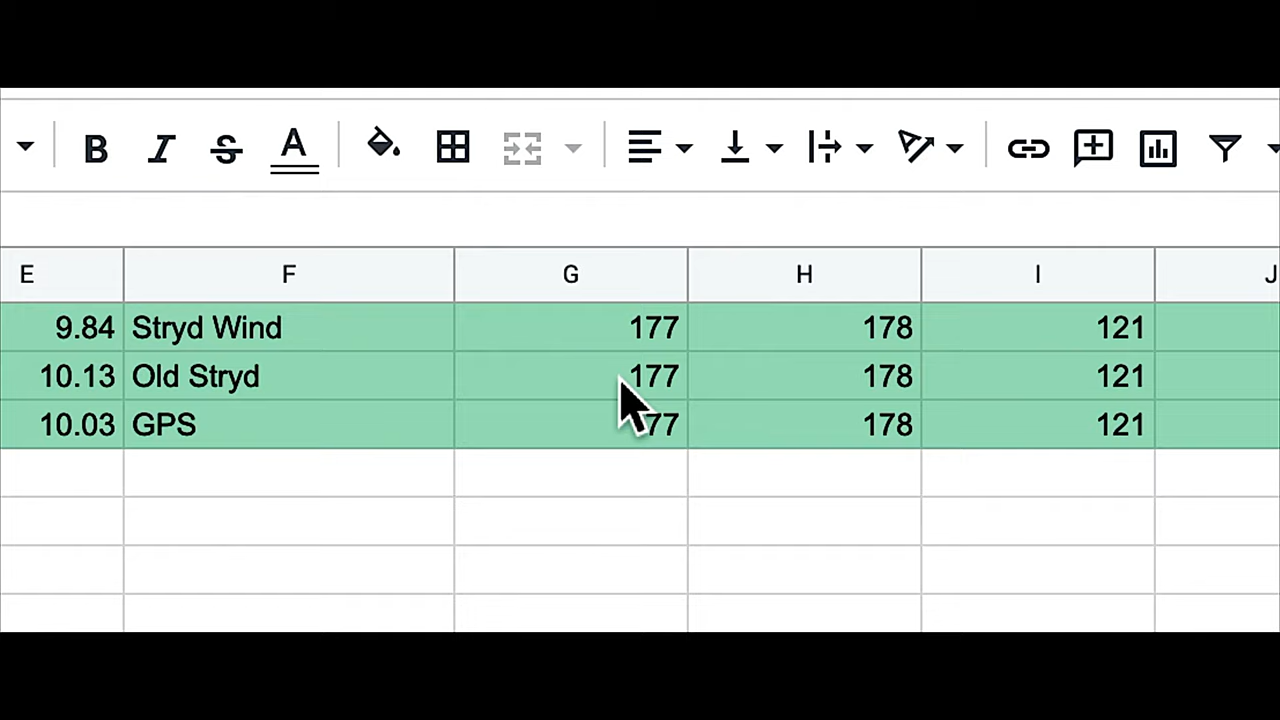 B I S A
E F G H I J
9.84 Stryd Wind 177 178 121
10.13 Old Stryd 177 178 121
10.03 GPS 77 178 121